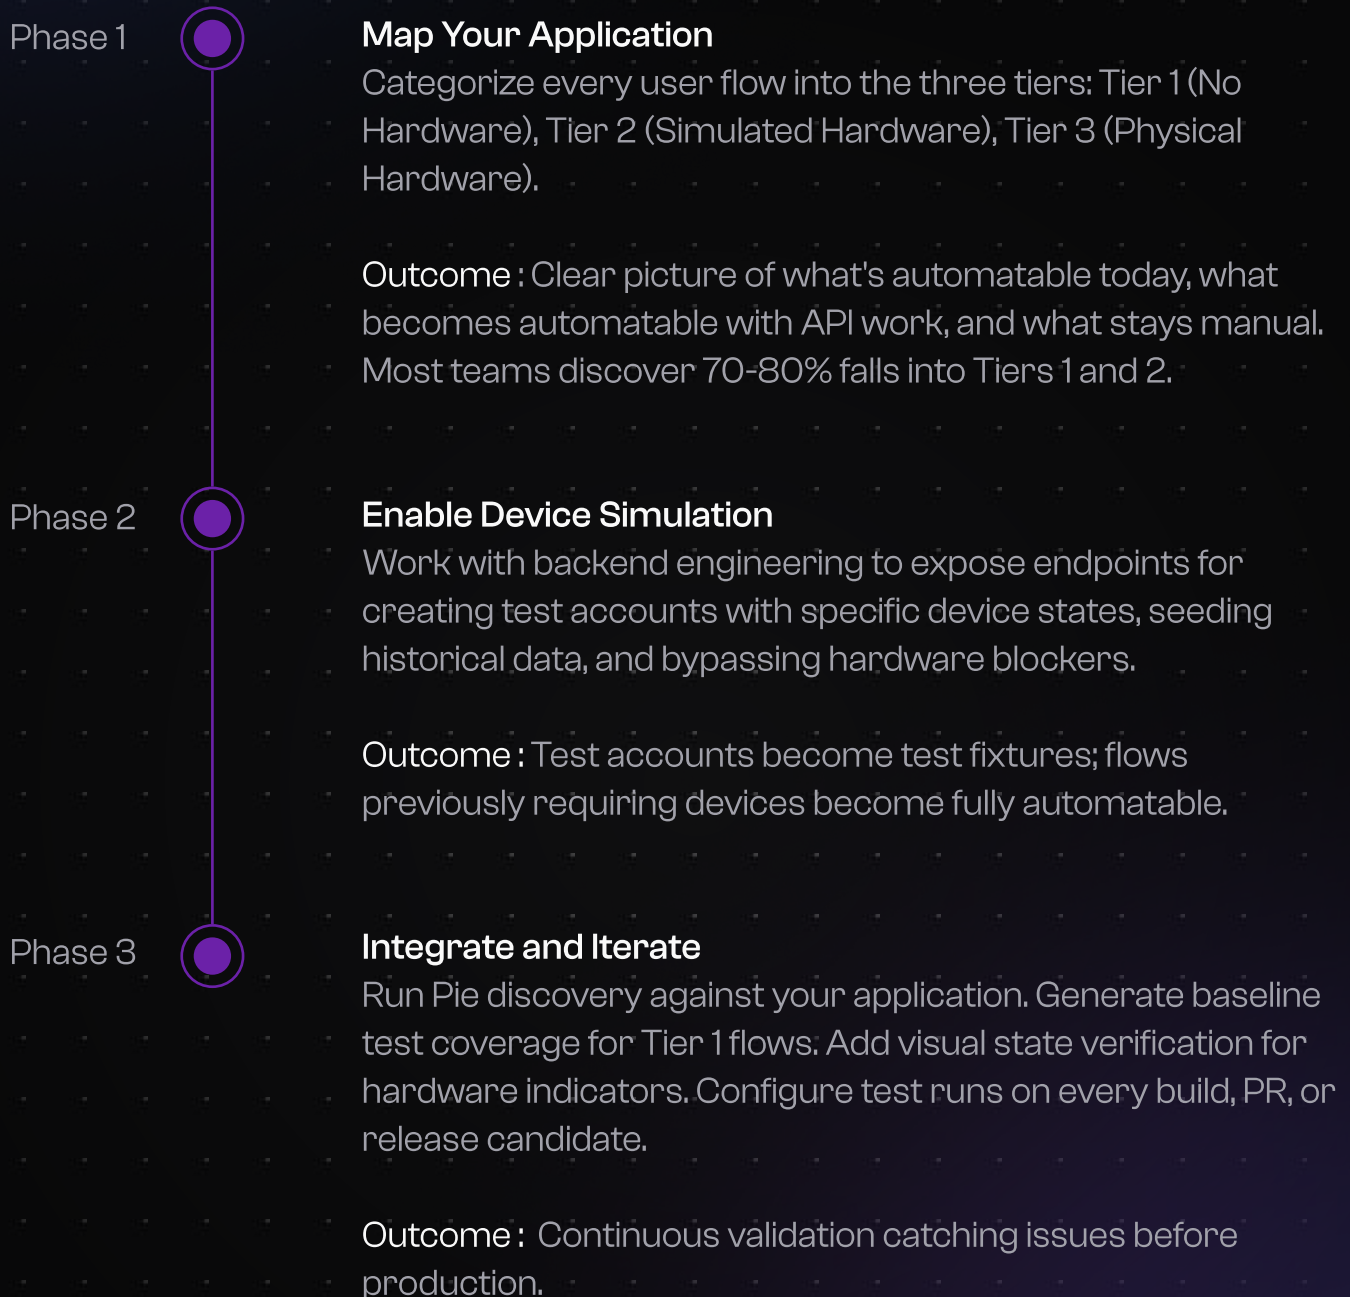 Phase 1
Map Your Application
Categorize every user flow into the three tiers: Tier 1 (No
Hardware), Tier 2 (Simulated Hardware), Tier 3 (Physical
Hardware).
Outcome : Clear picture of what's automatable today, what
becomes automatable with API work, and what stays manual.
Most teams discover 70-80% falls into Tiers 1 and 2.
Phase 2
Enable Device Simulation
Work with backend engineering to expose endpoints for
creating test accounts with specific device states, seeding
historical data, and bypassing hardware blockers.
Outcome : Test accounts become test fixtures; flows
previously requiring devices become fully automatable.
Phase 3
Integrate and Iterate
Run Pie discovery against your application. Generate baseline
test coverage for Tier 1 flows. Add visual state verification for
hardware indicators. Configure test runs on every build, PR, or
release candidate.
Outcome : Continuous validation catching issues before
production.